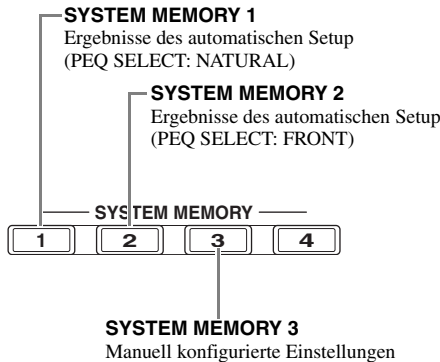 SYSTEM MEMORY 1
Ergebnisse des automatischen Setup
(PEQ SELECT: NATURAL)
SYSTEM MEMORY 2
Ergebnisse des automatischen Setup
(PEQ SELECT: FRONT)
SYSTEM MEMORY
1 2 3 4
SYSTEM MEMORY 3
Manuell konfigurierte Einstellungen